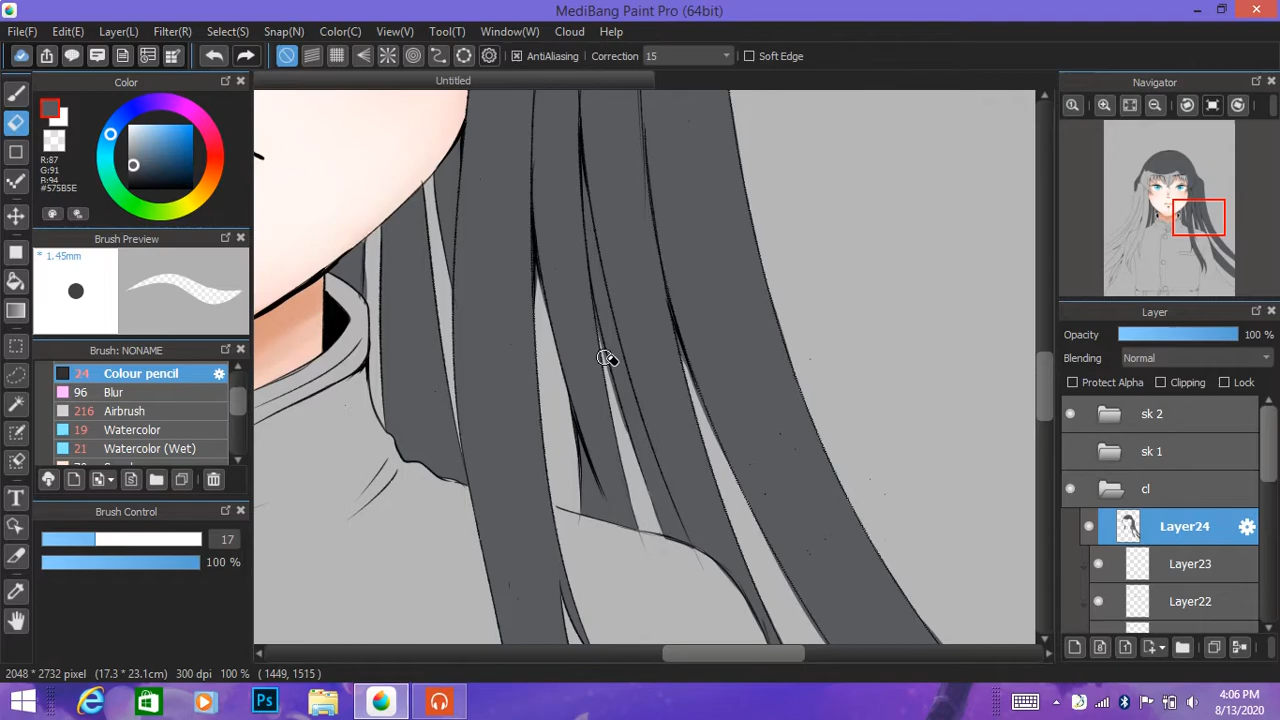 MediBang Paint Pro (64bit)
File(F) Edit(E) Layer(L) Filter(R) Select(S) Snap(N) Color(C) View(V) Tool(T) Window(W) Cloud Help
AntiAliasing Correction 15 Soft Edge
Color
Untitled
Navigator
R:87
G:91
B:94
#575B5E
Brush Preview
* 1.45mm
Brush: NONAME
24 Colour pencil
96 Blur
216 Airbrush
19 Watercolor
21 Watercolor (Wet)
Brush Control
17
100 %
Layer
Opacity 100 %
Blending Normal
Protect Alpha Clipping Lock
sk 2
sk 1
cl
Layer24
Layer23
Layer22
2048 * 2732 pixel (17.3 * 23.1cm) 300 dpi 100 % ( 1449, 1515 )
Ps
4:06 PM
8/13/2020